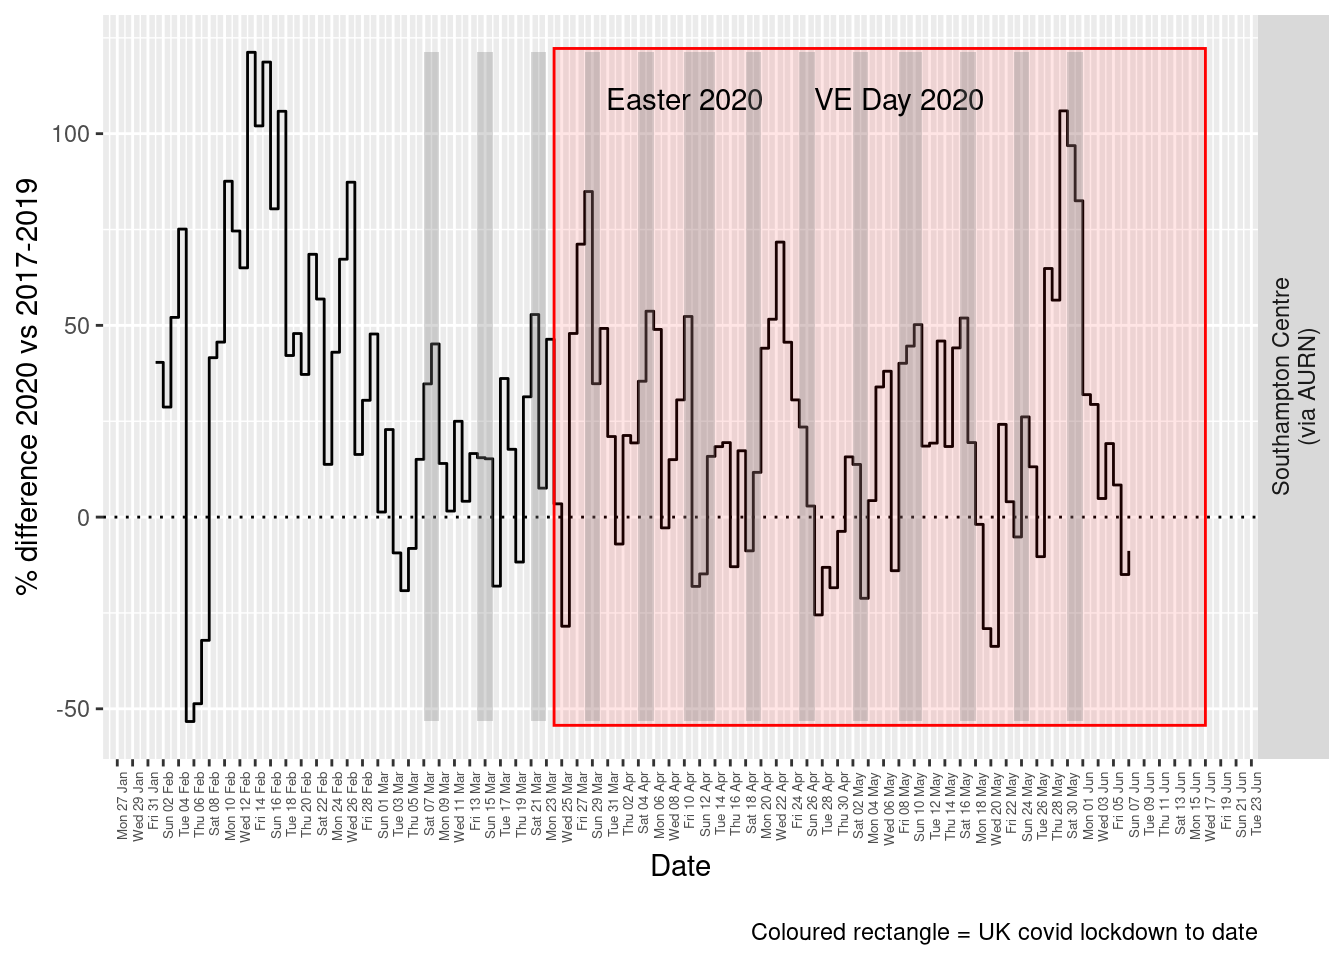 Easter 2020 VE Day 2020
100
50
0
-50
% difference 2020 vs 2017-2019
Southampton Centre
(via AURN)
Mon 27 Jan
Wed 29 Jan
Fri 31 Jan
Sun 02 Feb
Tue 04 Feb
Thu 06 Feb
Sat 08 Feb
Mon 10 Feb
Wed 12 Feb
Fri 14 Feb
Sun 16 Feb
Tue 18 Feb
Thu 20 Feb
Sat 22 Feb
Mon 24 Feb
Wed 26 Feb
Fri 28 Feb
Sun 01 Mar
Tue 03 Mar
Thu 05 Mar
Sat 07 Mar
Mon 09 Mar
Wed 11 Mar
Fri 13 Mar
Sun 15 Mar
Tue 17 Mar
Thu 19 Mar
Sat 21 Mar
Mon 23 Mar
Wed 25 Mar
Fri 27 Mar
Sun 29 Mar
Tue 31 Mar
Thu 02 Apr
Sat 04 Apr
Mon 06 Apr
Wed 08 Apr
Fri 10 Apr
Sun 12 Apr
Tue 14 Apr
Thu 16 Apr
Sat 18 Apr
Mon 20 Apr
Wed 22 Apr
Fri 24 Apr
Sun 26 Apr
Tue 28 Apr
Thu 30 Apr
Sat 02 May
Mon 04 May
Wed 06 May
Fri 08 May
Sun 10 May
Tue 12 May
Thu 14 May
Sat 16 May
Mon 18 May
Wed 20 May
Fri 22 May
Sun 24 May
Tue 26 May
Thu 28 May
Sat 30 May
Mon 01 Jun
Wed 03 Jun
Fri 05 Jun
Sun 07 Jun
Tue 09 Jun
Thu 11 Jun
Sat 13 Jun
Mon 15 Jun
Wed 17 Jun
Fri 19 Jun
Sun 21 Jun
Tue 23 Jun
Date
Coloured rectangle = UK covid lockdown to date